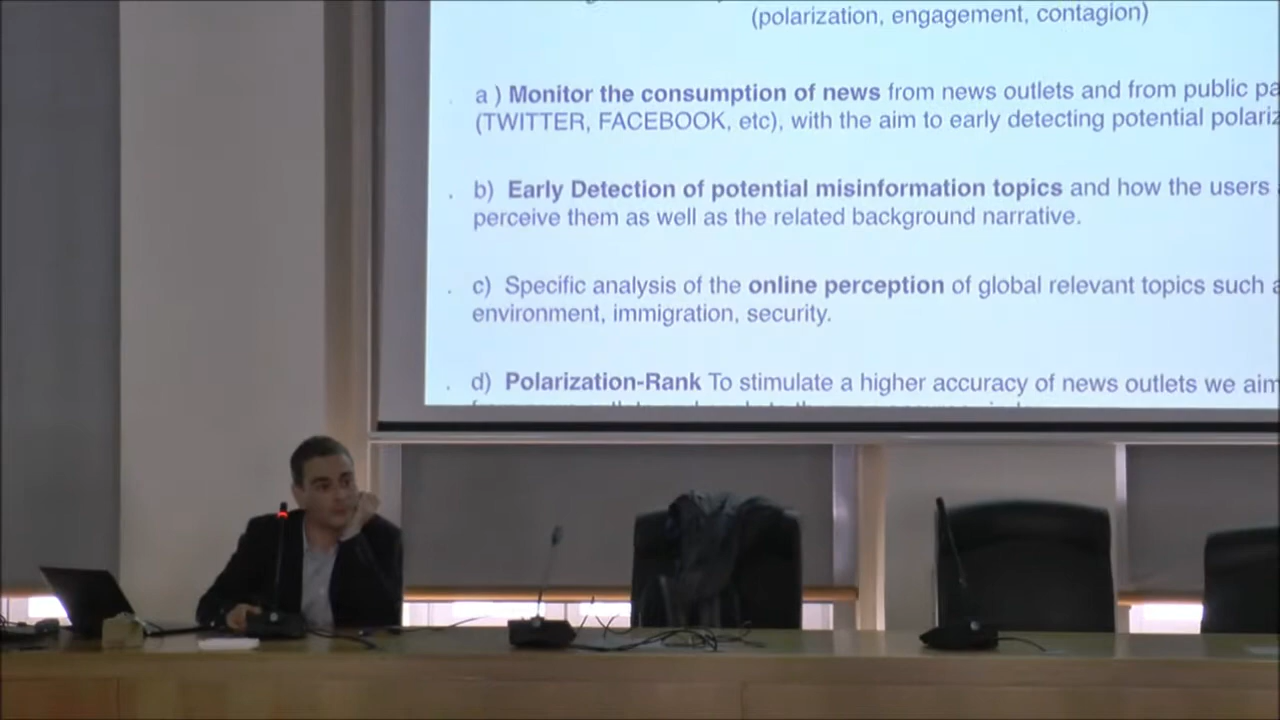 (polarization, engagement, contagion)
a ) Monitor the consumption of news from news outlets and from public
(TWITTER, FACEBOOK, etc), with the aim to early detecting potential
b) Early Detection of potential misinformation topics and how the users
perceive them as well as the related background narrative.
c) Specific analysis of the online perception of global relevant topics such
environment, immigration, security.
d) Polarization-Rank To stimulate a higher accuracy of news outlets we aim